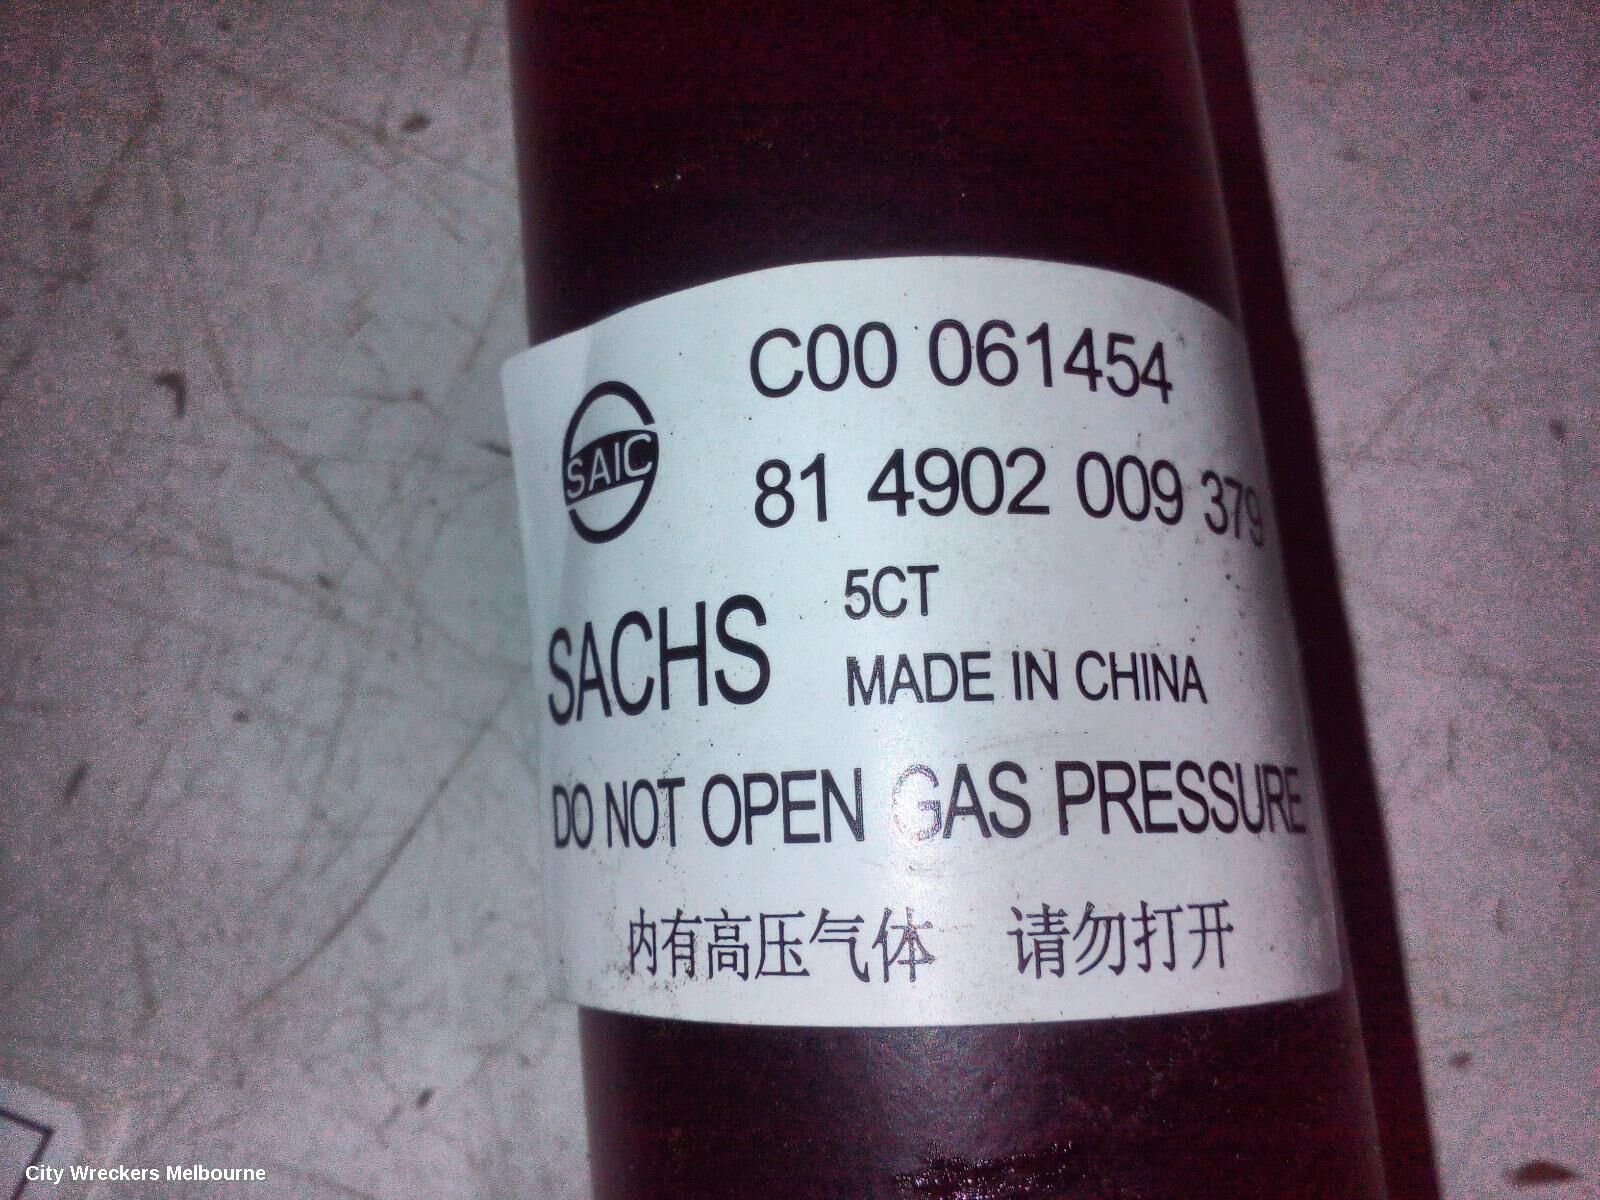 C00 061454
SAIC
81 4902 009 379
5CT
SACHS
MADE IN CHINA
DO NOT OPEN GAS PRESSURE
内有高压气体 请勿打开
City Wreckers Melbourne